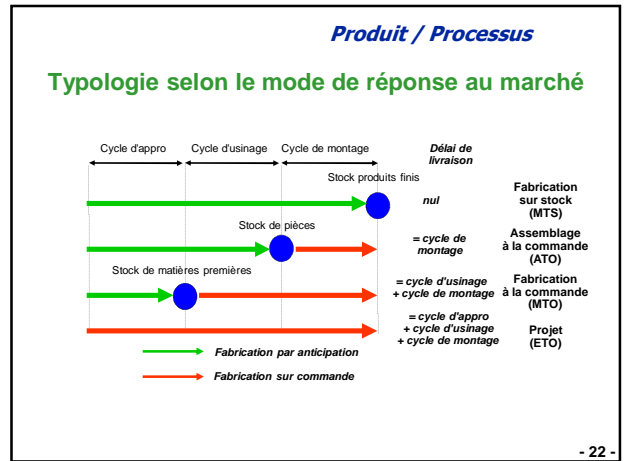 Produit / Processus
Typologie selon le mode de réponse au marché
Cycle d'appro
Cycle d'usinage
Cycle de montage
Délai de
livraison
Stock produits finis
nul
Fabrication
sur stock
(MTS)
Stock de pièces
= cycle de
montage
Assemblage
à la commande
(ATO)
Stock de matières premières
= cycle d'usinage
+ cycle de montage
Fabrication
à la commande
(MTO)
= cycle d'appro
+ cycle d'usinage
+ cycle de montage
Projet
(ETO)
Fabrication par anticipation
Fabrication sur commande
- 22 -